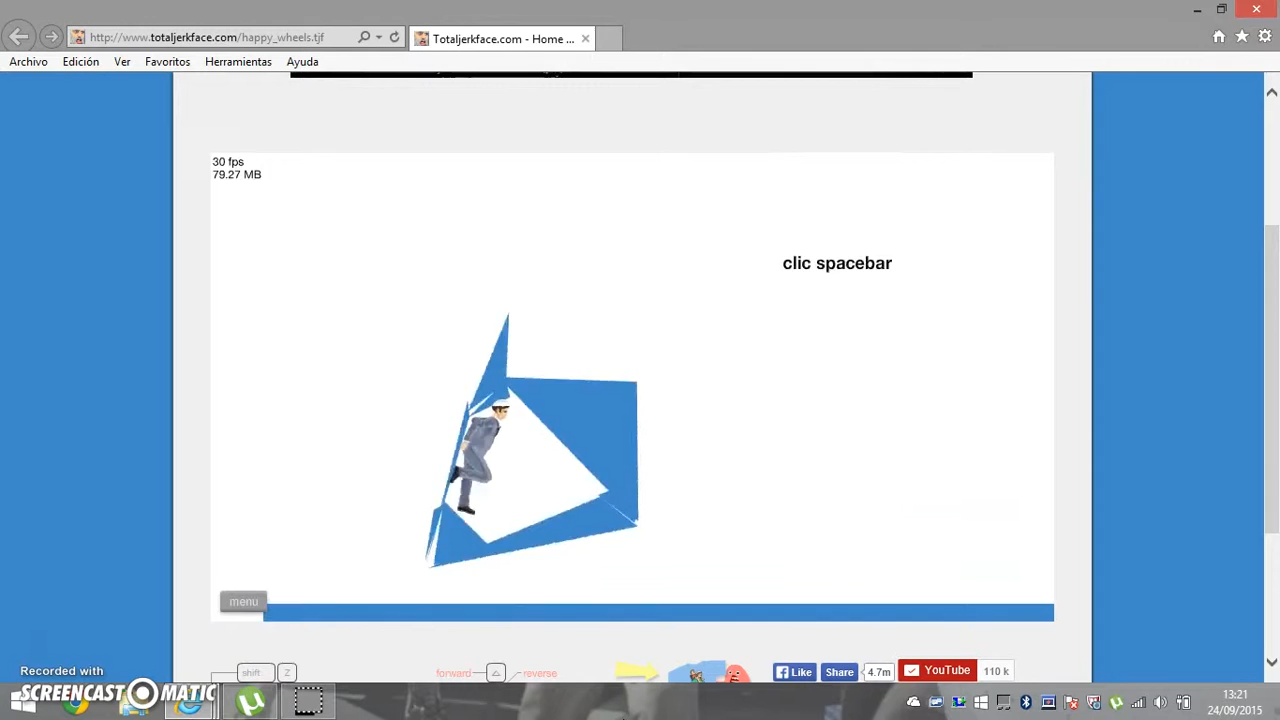 http://www.totaljerkface.com/happy_wheels.tjf
Totaljerkface.com - Home ...
Archivo Edición Ver Favoritos Herramientas Ayuda
30 fps
79.27 MB
clic spacebar
menu
shift Z forward reverse Like Share 4.7m YouTube 110 k
Recorded with
SCREENCAST-O-MATIC
13:21
24/09/2015